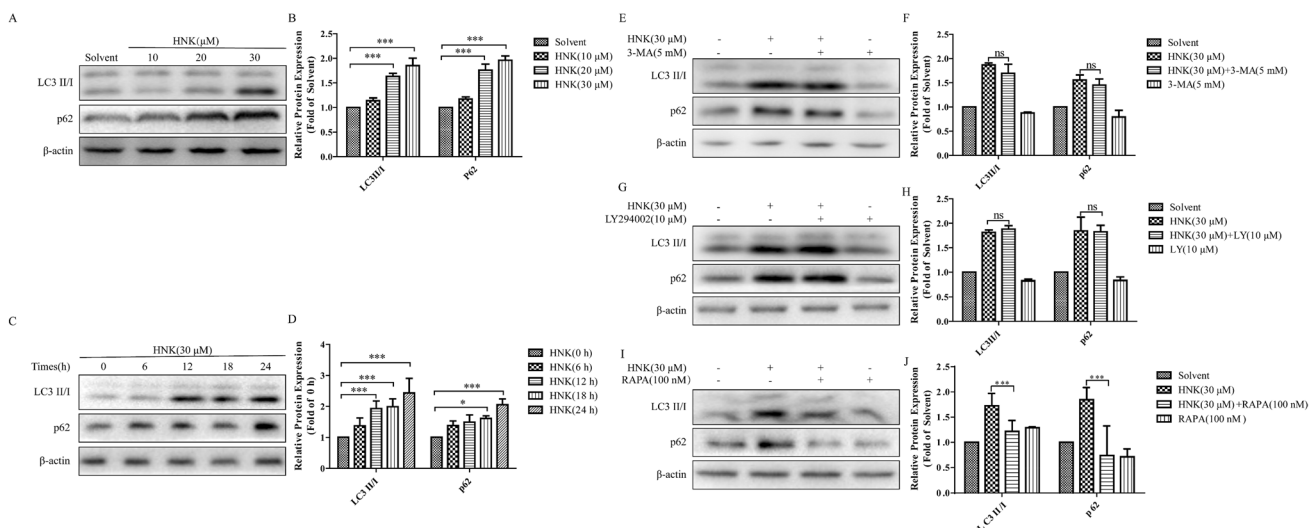 A
HNK(μM)
Solvent 10 20 30
LC3 II/I
p62
β-actin
B
Relative Protein Expression
(Fold of Solvent)
2.5
2.0
1.5
1.0
0.5
0.0
***
***
***
***
LC3II/I
P62
Solvent
HNK(10 μM)
HNK(20 μM)
HNK(30 μM)
C
HNK(30 μM)
Times(h) 0 6 12 18 24
LC3 II/I
p62
β-actin
D
Relative Protein Expression
(Fold of 0 h)
4
3
2
1
0
***
***
***
***
*
LC3 II/I
p62
HNK(0 h)
HNK(6 h)
HNK(12 h)
HNK(18 h)
HNK(24 h)
E
HNK(30 μM) - + + -
3-MA(5 mM) - - + +
LC3 II/I
p62
β-actin
F
Relative Protein Expression
(Fold of Solvent)
2.5
2.0
1.5
1.0
0.5
0.0
ns
ns
LC3II/I
p62
Solvent
HNK(30 μM)
HNK(30 μM)+3-MA(5 mM)
3-MA(5 mM)
G
HNK(30 μM) - + + -
LY294002(10 μM) - - + +
LC3 II/I
p62
β-actin
H
Relative Protein Expression
(Fold of Solvent)
2.5
2.0
1.5
1.0
0.5
0.0
ns
ns
LC3II/I
p62
Solvent
HNK(30 μM)
HNK(30 μM)+LY(10 μM)
LY(10 μM)
I
HNK(30 μM) - + + -
RAPA(100 nM) - - + +
LC3 II/I
p62
β-actin
J
Relative Protein Expression
(Fold of Solvent)
2.5
2.0
1.5
1.0
0.5
0.0
***
***
LC3 II/I
p62
Solvent
HNK(30 μM)
HNK(30 μM)+RAPA(100 nM)
RAPA(100 nM)